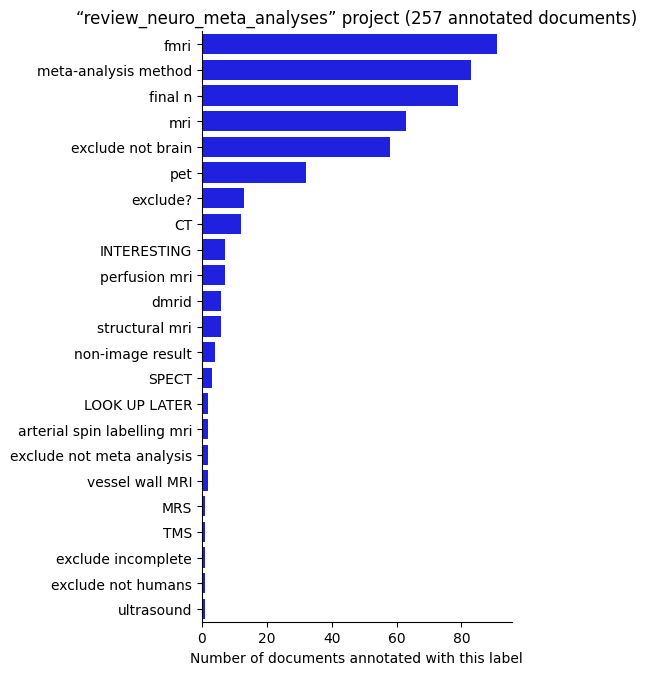 “review_neuro_meta_analyses” project (257 annotated documents)
fmri
meta-analysis method
final n
mri
exclude not brain
pet
exclude?
CT
INTERESTING
perfusion mri
dmrid
structural mri
non-image result
SPECT
LOOK UP LATER
arterial spin labelling mri
exclude not meta analysis
vessel wall MRI
MRS
TMS
exclude incomplete
exclude not humans
ultrasound
0 20 40 60 80
Number of documents annotated with this label